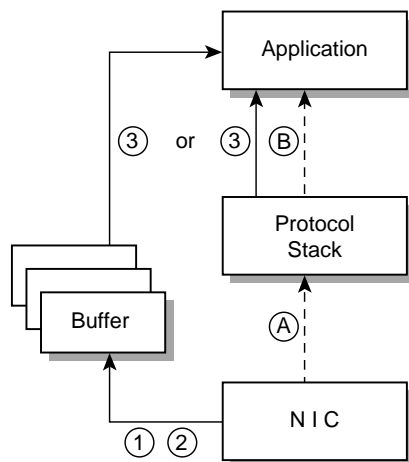 Application
3 or 3 B
Protocol
Stack
Buffer
A
N I C
1 2